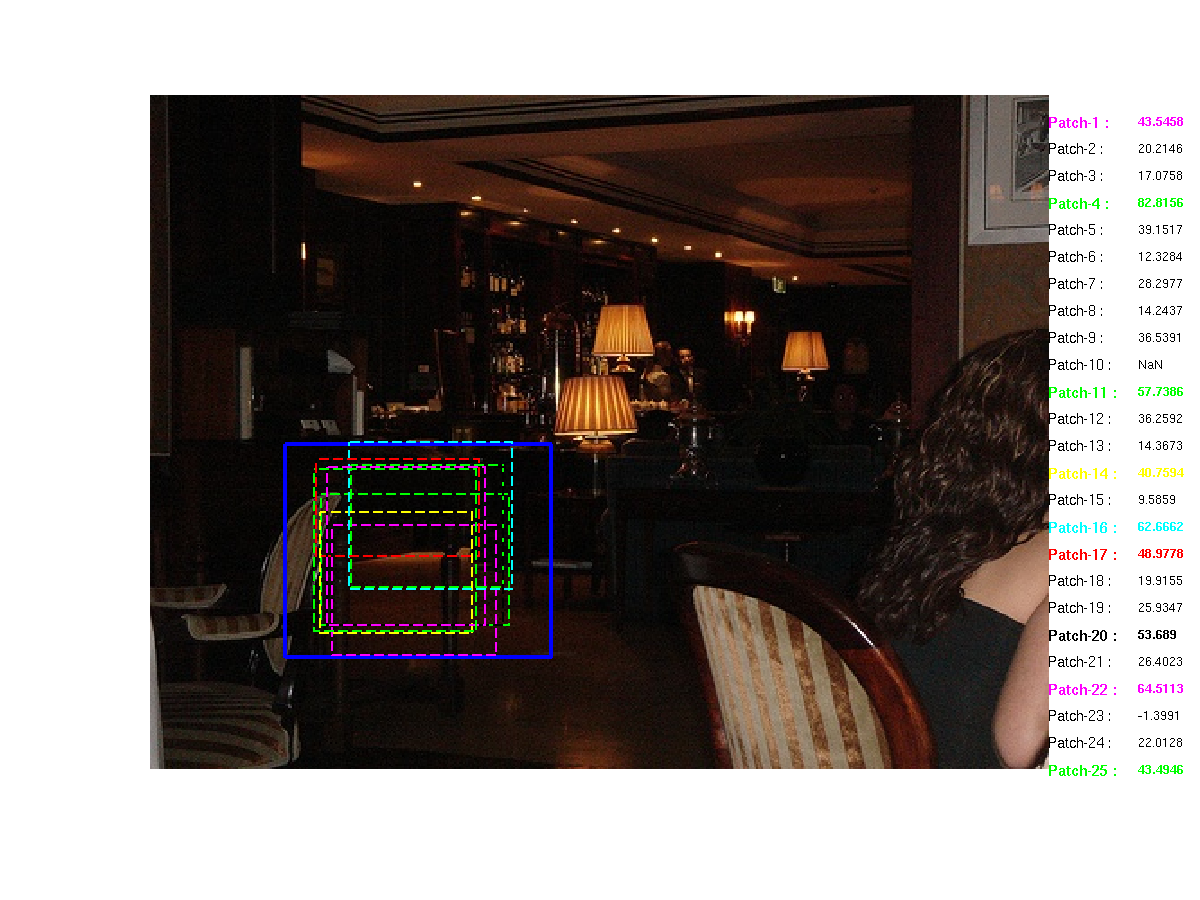 Patch-1 : 43.5458
Patch-2 : 20.2146
Patch-3 : 17.0758
Patch-4 : 82.8156
Patch-5 : 39.1517
Patch-6 : 12.3284
Patch-7 : 28.2977
Patch-8 : 14.2437
Patch-9 : 36.5391
Patch-10 : NaN
Patch-11 : 57.7386
Patch-12 : 36.2592
Patch-13 : 14.3673
Patch-14 : 40.7594
Patch-15 : 9.5859
Patch-16 : 62.6662
Patch-17 : 48.9778
Patch-18 : 19.9155
Patch-19 : 25.9347
Patch-20 : 53.689
Patch-21 : 26.4023
Patch-22 : 64.5113
Patch-23 : -1.3991
Patch-24 : 22.0128
Patch-25 : 43.4946